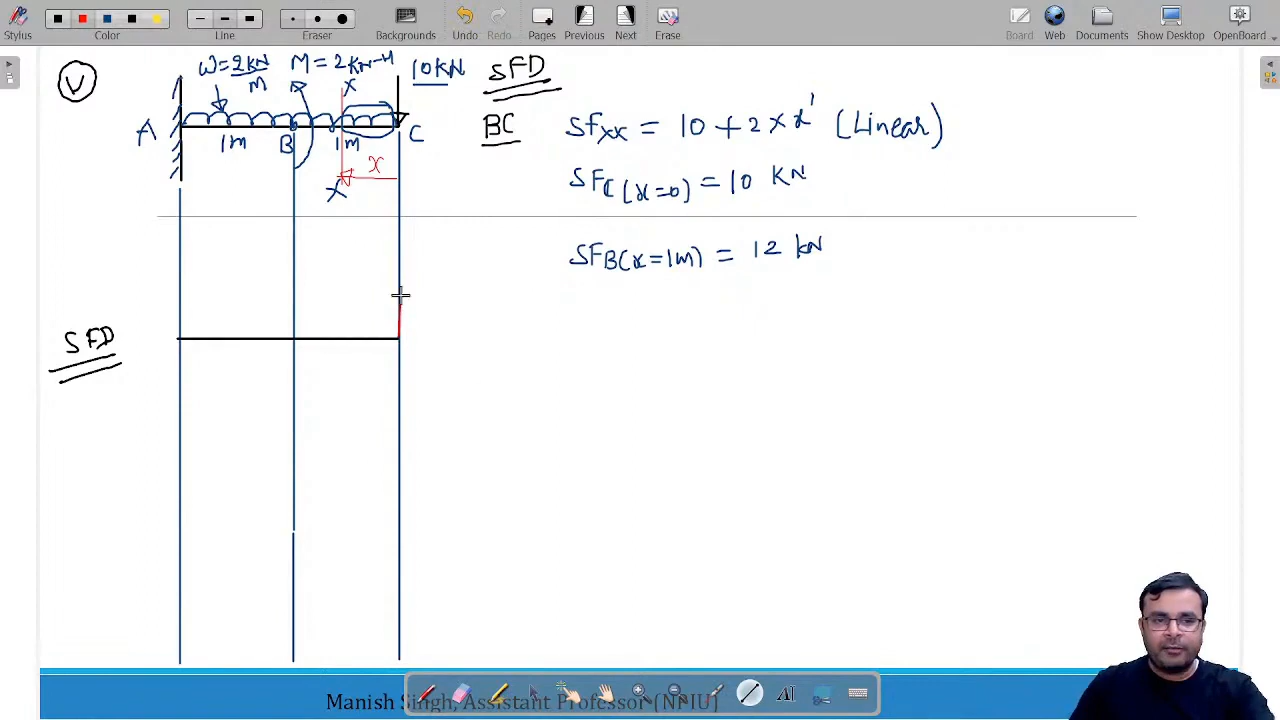 Styles
Color
Line
Eraser
Backgrounds
Undo
Redo
Pages
Previous
Next
Erase
Board
Web
Documents
Show Desktop
OpenBoard
V
W=2kN/M
M = 2KN-M
10KN
X
A
1M
B
1M
C
x
X
SFD
BC
SFxx = 10 + 2 x x' (Linear)
SFC (x=0) = 10 KN
SFB(x=1M) = 12 kN
SFD
Manish Singh, Assistant Professor (NPIU)